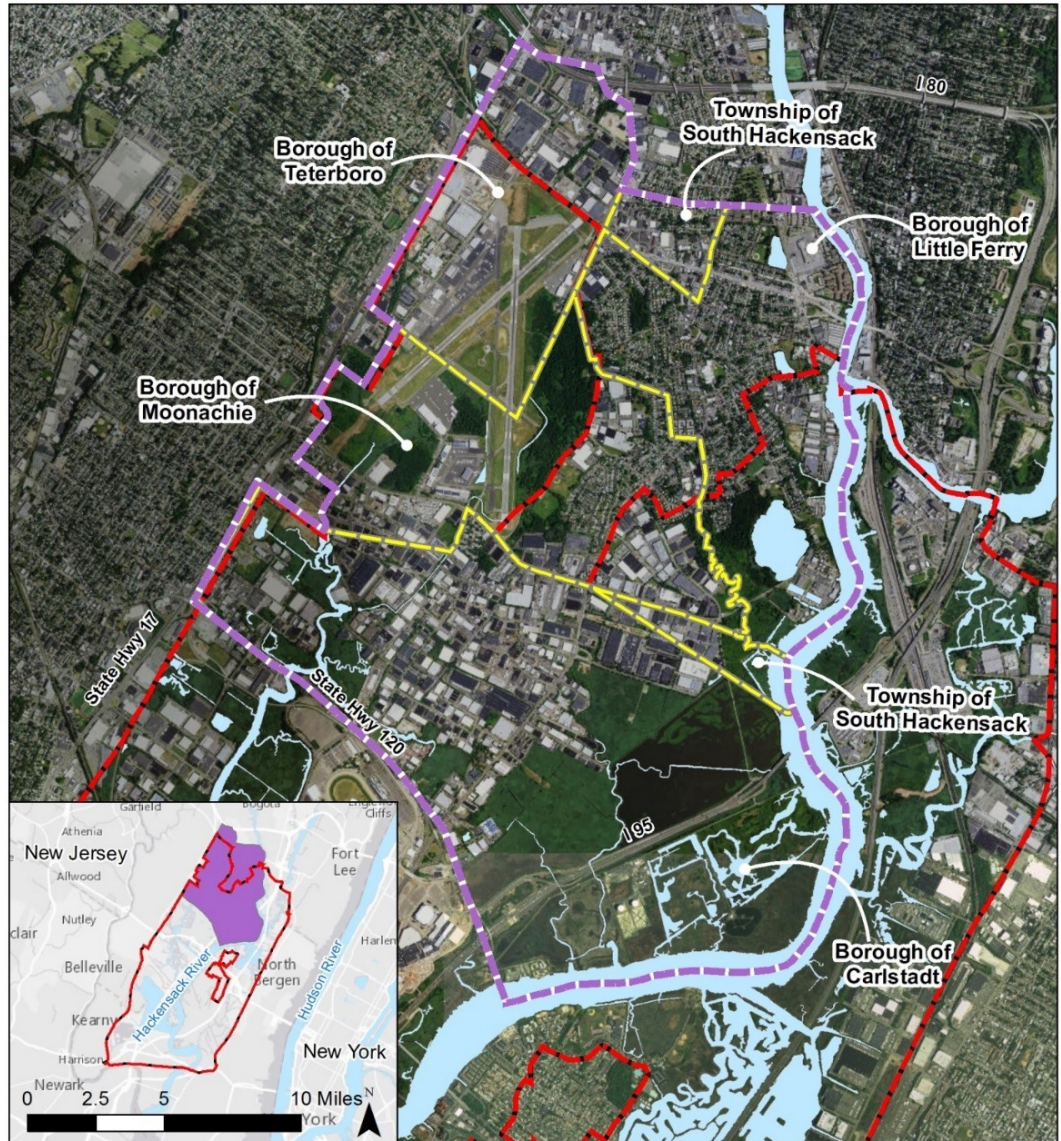 I 80
Township of
South Hackensack
Borough of
Teterboro
Borough of
Little Ferry
Borough of
Moonachie
State Hwy 17
State Hwy 120
Township of
South Hackensack
I 95
Borough of
Carlstadt
Garfield
Bogota
Cliffs
Athenia
New Jersey
Fort
Lee
Allwood
Nutley
clair
Harlem
Belleville
Hackensack River
North
Bergen
Hudson River
Kearny
New York
Harrison
Newark
0 2.5 5 10 Miles
N
York